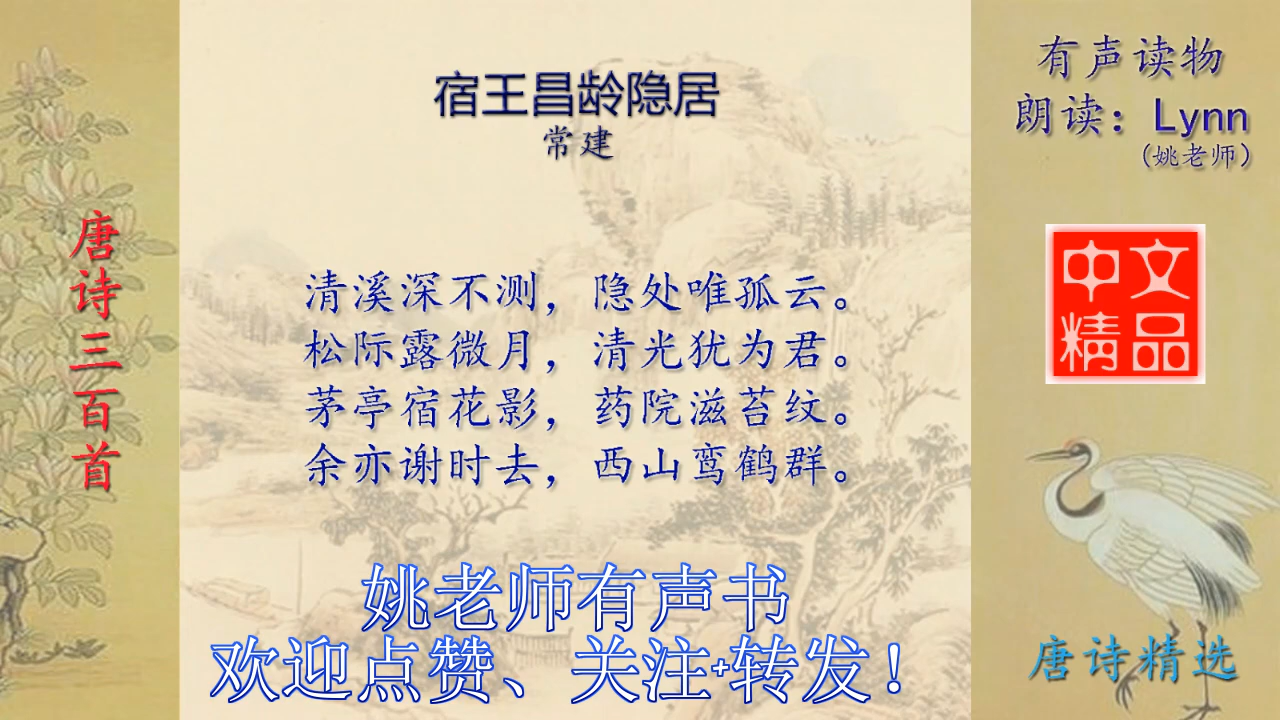 宿王昌龄隐居
常建
清溪深不测，隐处唯孤云。
松际露微月，清光犹为君。
茅亭宿花影，药院滋苔纹。
余亦谢时去，西山鸾鹤群。
姚老师有声书
欢迎点赞、关注+转发！
唐诗三百首
有声读物
朗读：Lynn
（姚老师）
中文
精品
唐诗精选